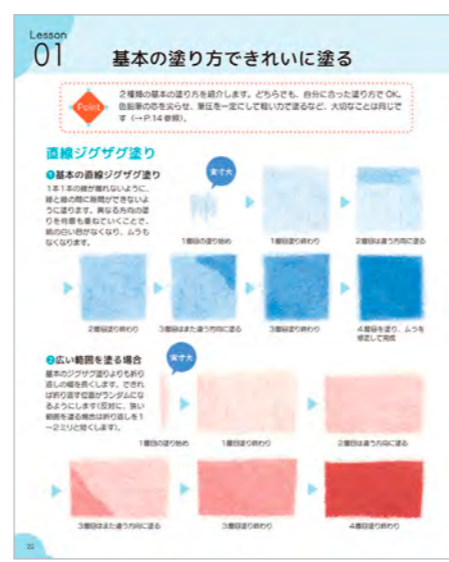 Lesson
01
基本の塗り方できれいに塗る
Point
2種類の基本の塗り方を紹介します。どちらでも、自分に合った塗り方でOK。
色鉛筆の芯を尖らせ、筆圧を一定にして軽い力で塗るなど、大切なことは同じで
す（→P.14参照）。
直線ジグザグ塗り
❶基本の直線ジグザグ塗り
1本1本の線が離れないように、
線と線の間に隙間ができないよ
うに塗ります。異なる方向の塗
りを何層も重ねていくことで、
紙の白い目がなくなり、ムラも
なくなります。
実寸大
1層目の塗り始め
1層目塗り終わり
2層目は違う方向に塗る
2層目塗り終わり
3層目はまた違う方向に塗る
3層目塗り終わり
4層目を塗り、ムラを
修正して完成
❷広い範囲を塗る場合
基本のジグザグ塗りよりも折り
返しの幅を長くします。できれ
ば折り返す位置がランダムにな
るようにします（反対に、狭い
範囲を塗る場合は折り返しを1
〜2ミリと短くします）。
実寸大
1層目の塗り始め
1層目塗り終わり
2層目は違う方向に塗る
3層目はまた違う方向に塗る
3層目塗り終わり
4層目塗り終わり